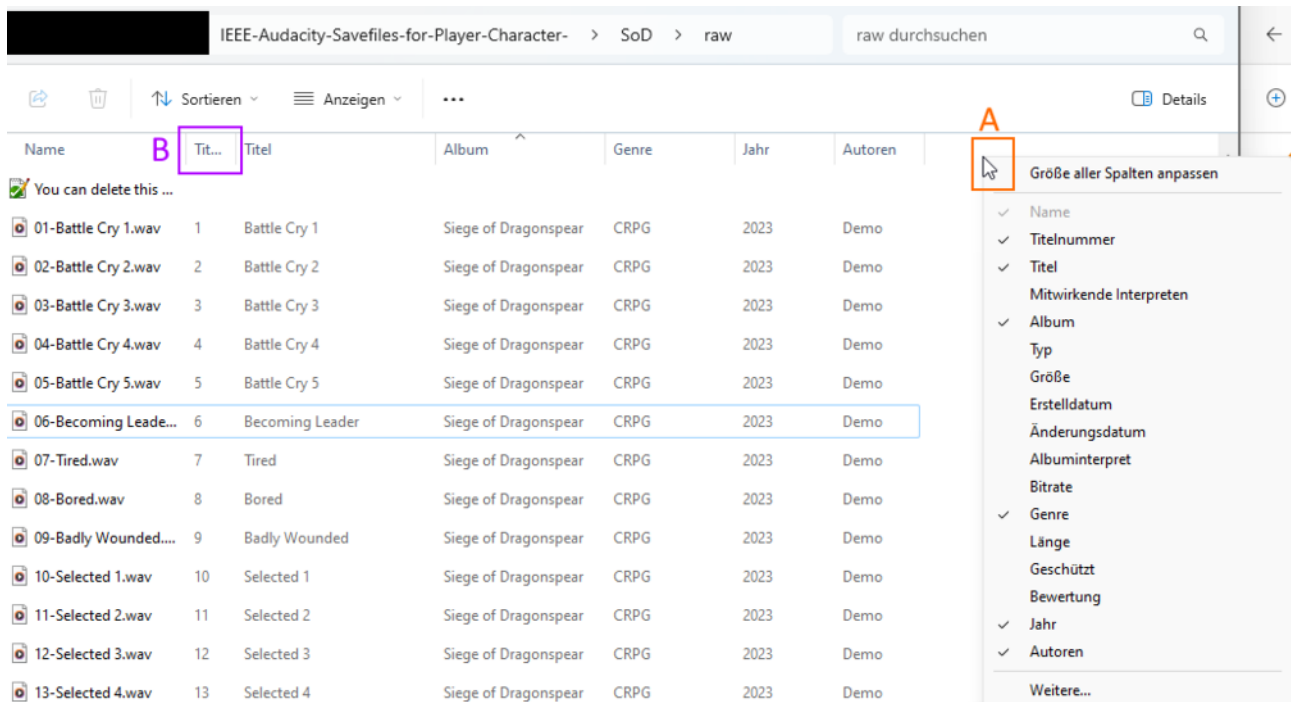 IEEE-Audacity-Savefiles-for-Player-Character- > SoD > raw
raw durchsuchen
Sortieren Anzeigen ... Details
A
B
Name Tit... Titel Album Genre Jahr Autoren
You can delete this ...
01-Battle Cry 1.wav 1 Battle Cry 1 Siege of Dragonspear CRPG 2023 Demo
02-Battle Cry 2.wav 2 Battle Cry 2 Siege of Dragonspear CRPG 2023 Demo
03-Battle Cry 3.wav 3 Battle Cry 3 Siege of Dragonspear CRPG 2023 Demo
04-Battle Cry 4.wav 4 Battle Cry 4 Siege of Dragonspear CRPG 2023 Demo
05-Battle Cry 5.wav 5 Battle Cry 5 Siege of Dragonspear CRPG 2023 Demo
06-Becoming Leade... 6 Becoming Leader Siege of Dragonspear CRPG 2023 Demo
07-Tired.wav 7 Tired Siege of Dragonspear CRPG 2023 Demo
08-Bored.wav 8 Bored Siege of Dragonspear CRPG 2023 Demo
09-Badly Wounded.... 9 Badly Wounded Siege of Dragonspear CRPG 2023 Demo
10-Selected 1.wav 10 Selected 1 Siege of Dragonspear CRPG 2023 Demo
11-Selected 2.wav 11 Selected 2 Siege of Dragonspear CRPG 2023 Demo
12-Selected 3.wav 12 Selected 3 Siege of Dragonspear CRPG 2023 Demo
13-Selected 4.wav 13 Selected 4 Siege of Dragonspear CRPG 2023 Demo
Größe aller Spalten anpassen
Name
Titelnummer
Titel
Mitwirkende Interpreten
Album
Typ
Größe
Erstelldatum
Änderungsdatum
Albuminterpret
Bitrate
Genre
Länge
Geschützt
Bewertung
Jahr
Autoren
Weitere...